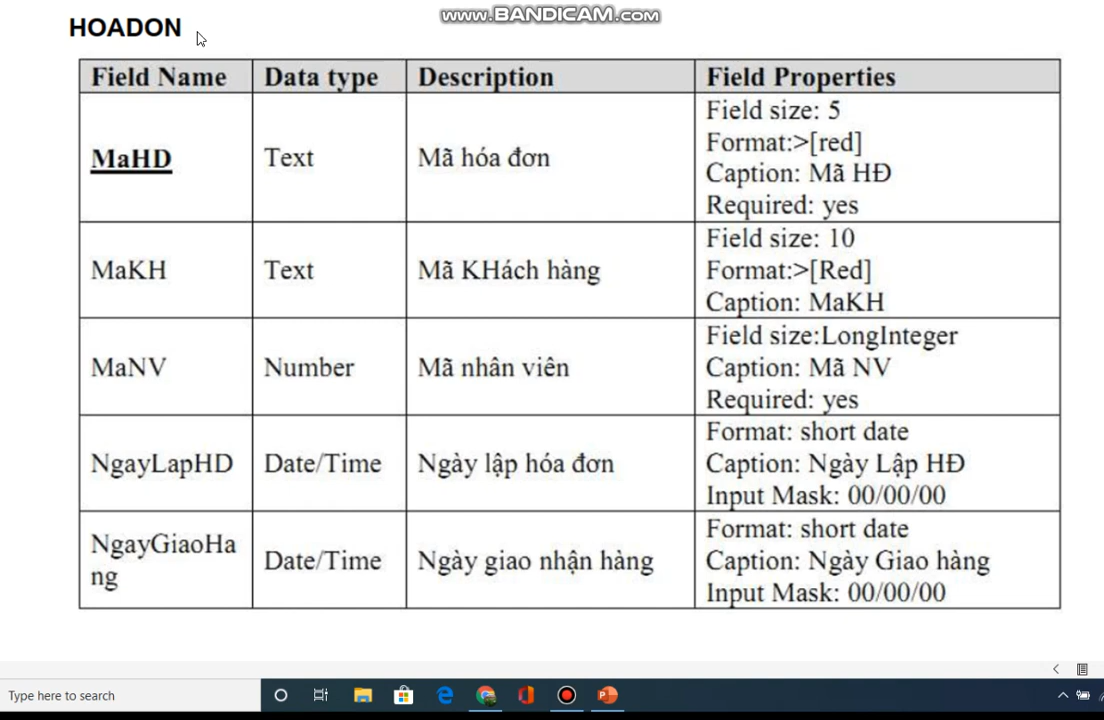 www.BANDICAM.com
HOADON
Field Name Data type Description Field Properties
MaHD Text Mã hóa đơn
Field size: 5
Format:>[red]
Caption: Mã HĐ
Required: yes
MaKH Text Mã KHách hàng
Field size: 10
Format:>[Red]
Caption: MaKH
MaNV Number Mã nhân viên
Field size:LongInteger
Caption: Mã NV
Required: yes
NgayLapHD Date/Time Ngày lập hóa đơn
Format: short date
Caption: Ngày Lập HĐ
Input Mask: 00/00/00
NgayGiaoHa
ng
Date/Time Ngày giao nhận hàng
Format: short date
Caption: Ngày Giao hàng
Input Mask: 00/00/00
Type here to search